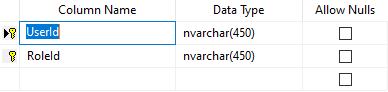 Column Name Data Type Allow Nulls
UserId nvarchar(450)
RoleId nvarchar(450)